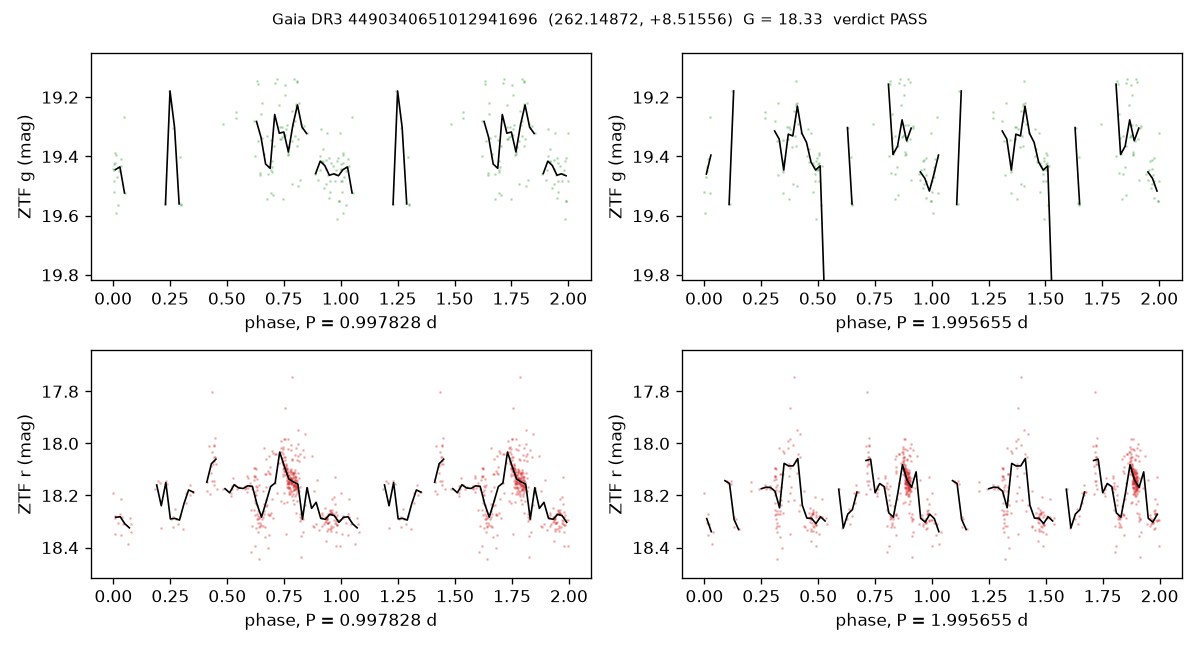 Gaia DR3 4490340651012941696 (262.14872, +8.51556) G = 18.33 verdict PASS
ZTF g (mag)
19.2
19.4
19.6
19.8
0.00 0.25 0.50 0.75 1.00 1.25 1.50 1.75 2.00
phase, P = 0.997828 d
ZTF g (mag)
19.2
19.4
19.6
19.8
0.00 0.25 0.50 0.75 1.00 1.25 1.50 1.75 2.00
phase, P = 1.995655 d
ZTF r (mag)
17.8
18.0
18.2
18.4
0.00 0.25 0.50 0.75 1.00 1.25 1.50 1.75 2.00
phase, P = 0.997828 d
ZTF r (mag)
17.8
18.0
18.2
18.4
0.00 0.25 0.50 0.75 1.00 1.25 1.50 1.75 2.00
phase, P = 1.995655 d